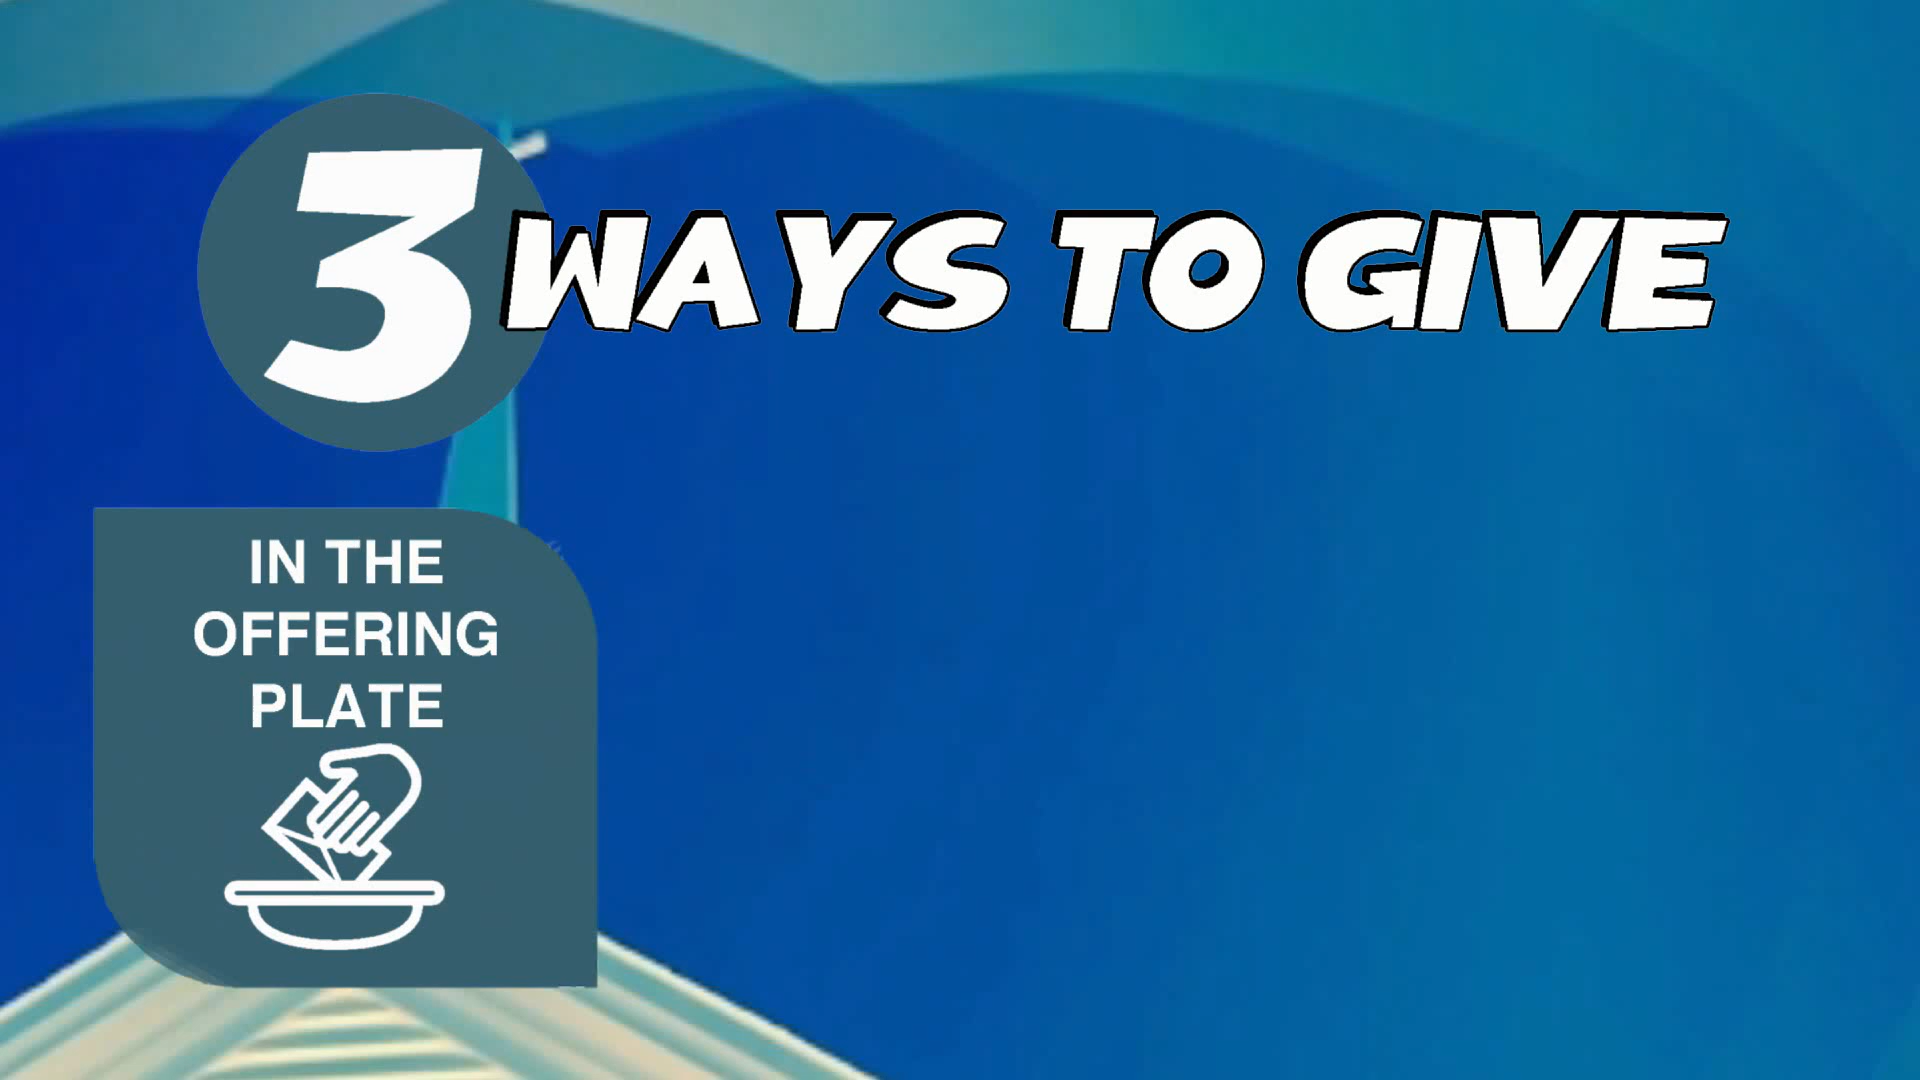 3 WAYS TO GIVE
IN THE
OFFERING
PLATE